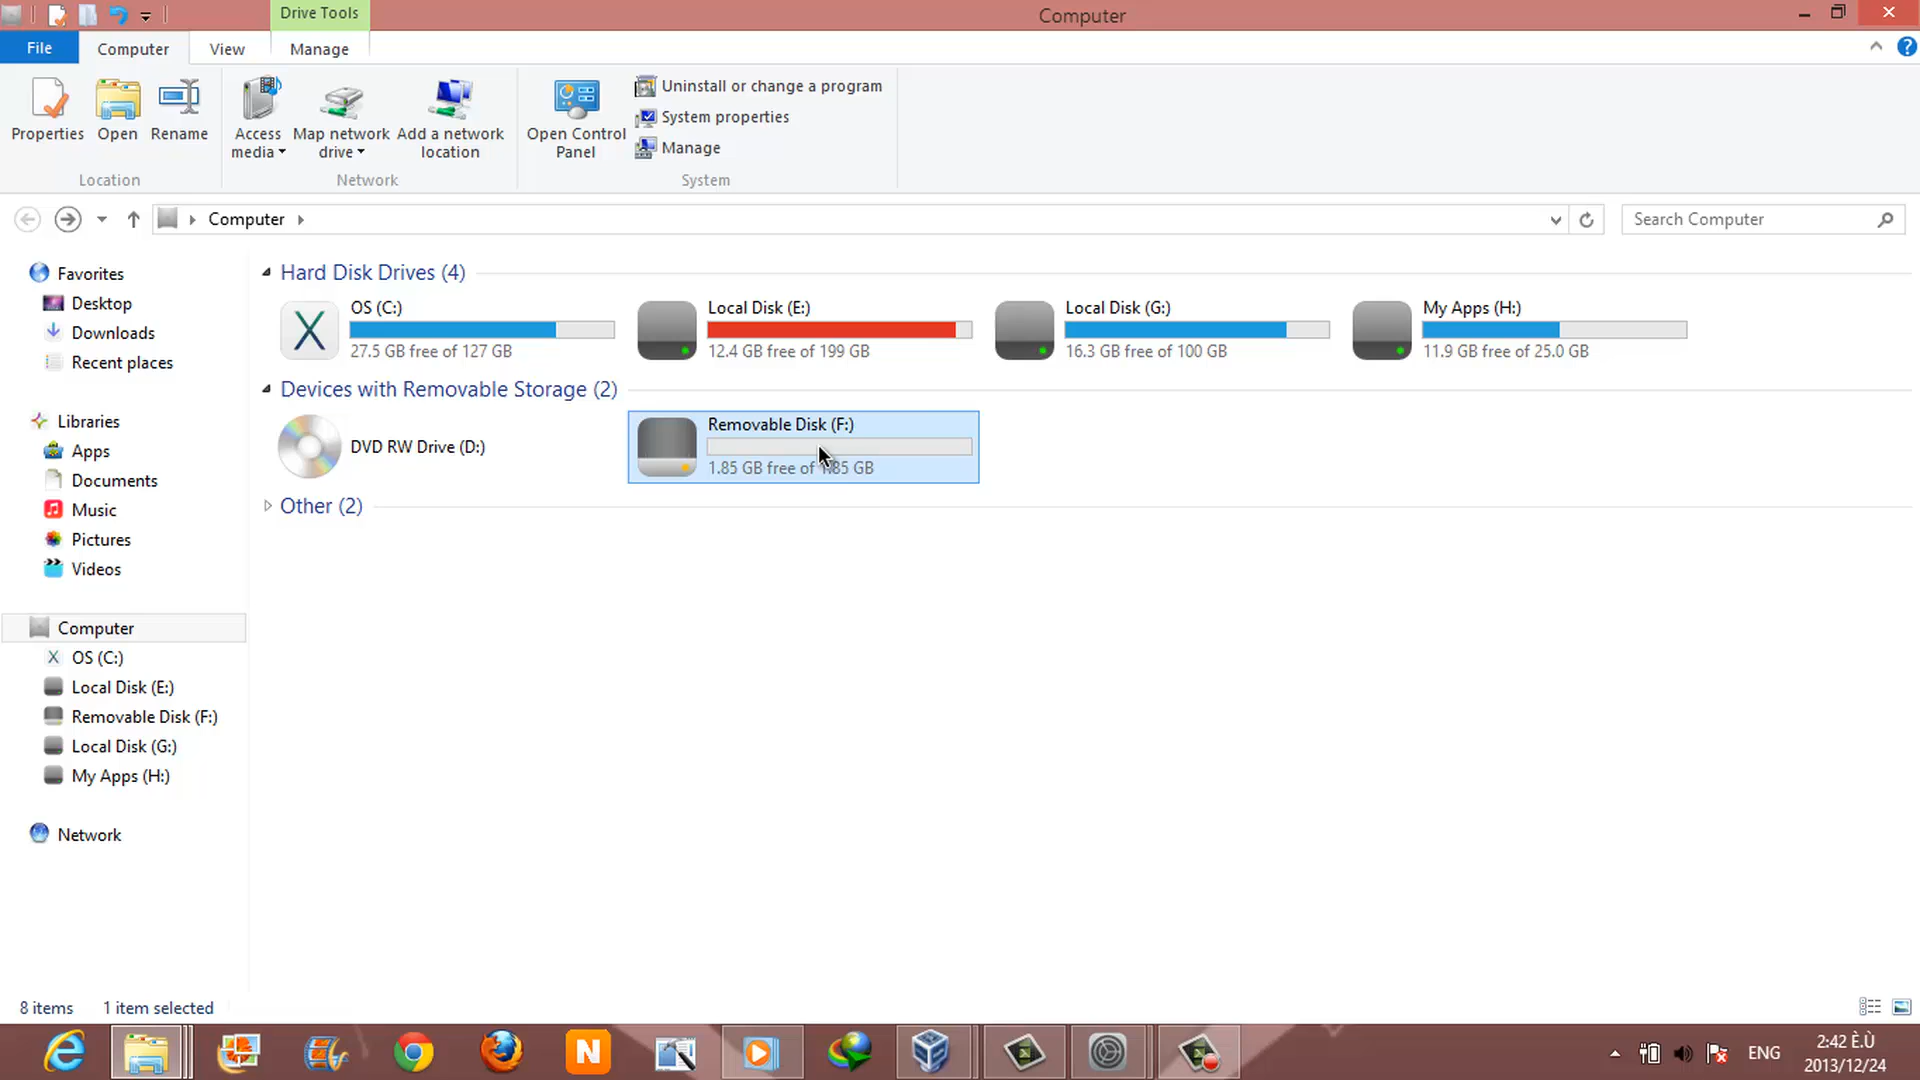 Drive Tools
Computer
File
Computer
View
Manage
Properties
Open
Rename
Access media
Map network drive
Add a network location
Open Control Panel
Uninstall or change a program
System properties
Manage
Location
Network
System
Computer
Search Computer
Favorites
Desktop
Downloads
Recent places
Libraries
Apps
Documents
Music
Pictures
Videos
Computer
OS (C:)
Local Disk (E:)
Removable Disk (F:)
Local Disk (G:)
My Apps (H:)
Network
Hard Disk Drives (4)
OS (C:)
27.5 GB free of 127 GB
Local Disk (E:)
12.4 GB free of 199 GB
Local Disk (G:)
16.3 GB free of 100 GB
My Apps (H:)
11.9 GB free of 25.0 GB
Devices with Removable Storage (2)
DVD RW Drive (D:)
Removable Disk (F:)
1.85 GB free of 1.85 GB
Other (2)
8 items
1 item selected
N
ENG
2:42 È.Ù
2013/12/24